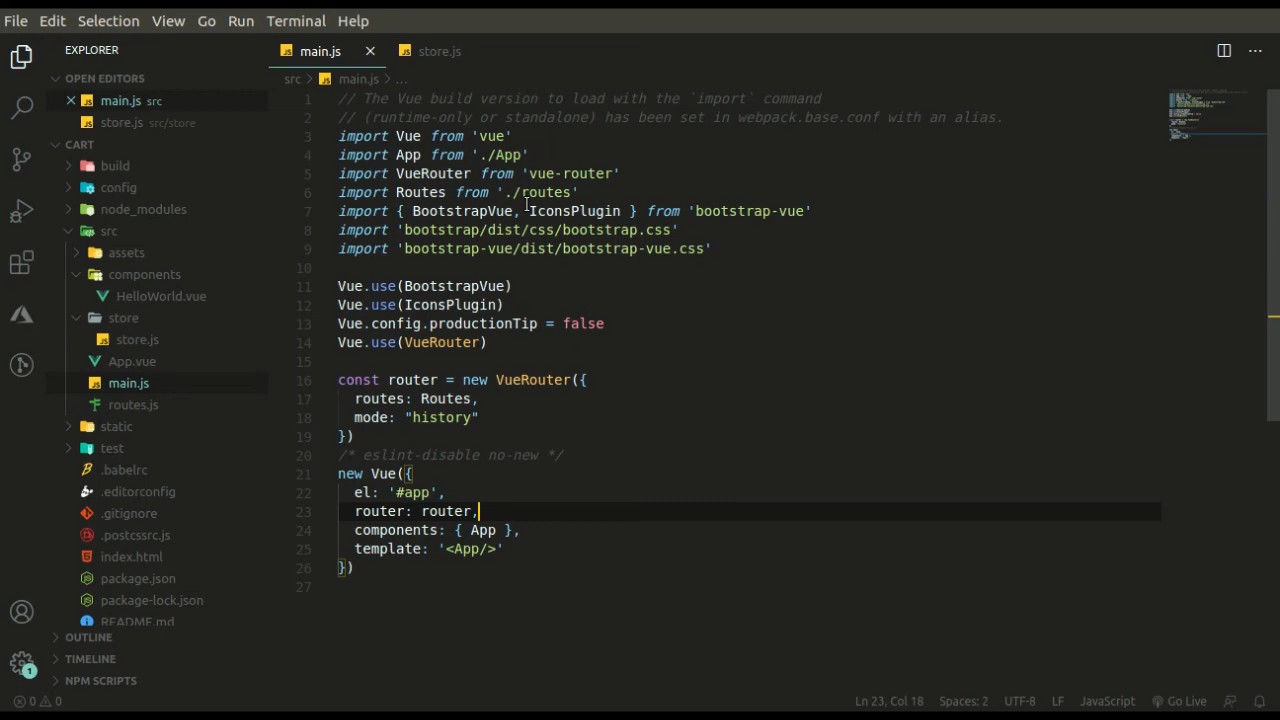 File Edit Selection View Go Run Terminal Help
EXPLORER
OPEN EDITORS
main.js src
store.js src/store
CART
build
config
node_modules
src
assets
components
HelloWorld.vue
store
store.js
App.vue
main.js
routes.js
static
test
.babelrc
.editorconfig
.gitignore
.postcssrc.js
index.html
package.json
package-lock.json
README.md
OUTLINE
TIMELINE
NPM SCRIPTS
main.js store.js
src > main.js > ...
1 // The Vue build version to load with the `import` command
2 // (runtime-only or standalone) has been set in webpack.base.conf with an alias.
3 import Vue from 'vue'
4 import App from './App'
5 import VueRouter from 'vue-router'
6 import Routes from './routes'
7 import { BootstrapVue, IconsPlugin } from 'bootstrap-vue'
8 import 'bootstrap/dist/css/bootstrap.css'
9 import 'bootstrap-vue/dist/bootstrap-vue.css'
10
11 Vue.use(BootstrapVue)
12 Vue.use(IconsPlugin)
13 Vue.config.productionTip = false
14 Vue.use(VueRouter)
15
16 const router = new VueRouter({
17 routes: Routes,
18 mode: "history"
19 })
20 /* eslint-disable no-new */
21 new Vue({
22 el: '#app',
23 router: router,
24 components: { App },
25 template: '<App/>'
26 })
27
1
0 0 Ln 23, Col 18 Spaces: 2 UTF-8 LF JavaScript Go Live